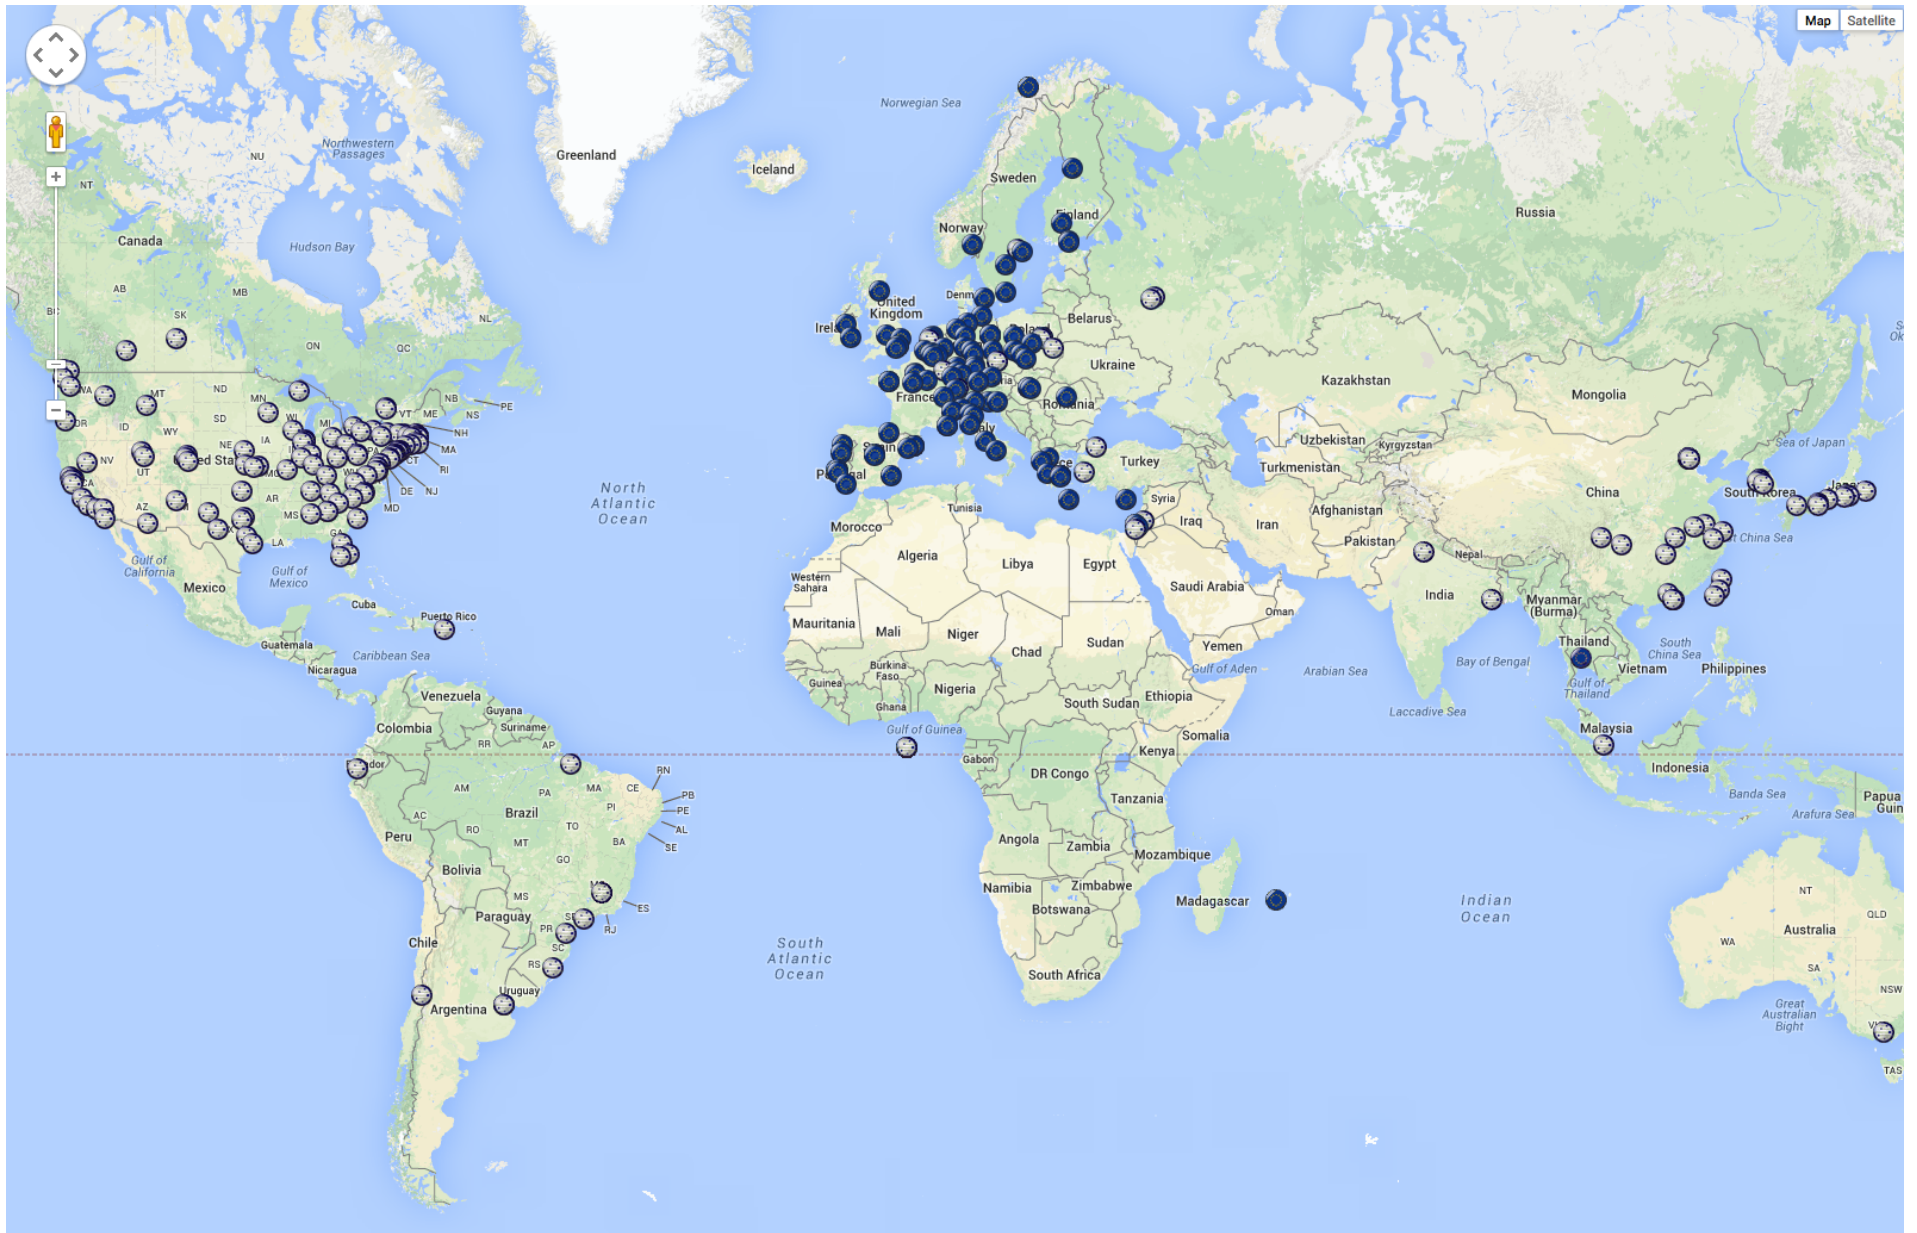 Map
Satellite
Norwegian Sea
Northwestern
Passages
NU
Greenland
Iceland
NT
Sweden
Finland
Russia
Norway
Canada
Hudson Bay
AB
MB
SK
NL
ON
QC
United
Kingdom
Belarus
Ukraine
Kazakhstan
Mongolia
France
Romania
ND
MN
MT
NB
PE
VT
ME
NS
NH
ID
SD
WY
WI
MI
IA
NE
MA
NV
UT
CT
RI
CA
DE
NJ
AZ
AR
MD
MS
LA
GA
Uzbekistan
Kyrgyzstan
Sea of Japan
Turkey
Turkmenistan
Portugal
Syria
China
South Korea
Afghanistan
Iraq
Iran
Tunisia
Morocco
North
Atlantic
Ocean
Pakistan
Nepal
Algeria
Libya
Egypt
Gulf of
California
Gulf of
Mexico
Mexico
Western
Sahara
Saudi Arabia
India
Myanmar
(Burma)
Oman
Cuba
Puerto Rico
Mauritania
Mali
Niger
Chad
Sudan
Yemen
Thailand
South
China Sea
Guatemala
Caribbean Sea
Nicaragua
Burkina
Faso
Gulf of Aden
Arabian Sea
Bay of Bengal
Vietnam
Philippines
Guinea
Nigeria
Ethiopia
Gulf of
Thailand
Venezuela
Guyana
Ghana
South Sudan
Laccadive Sea
Colombia
Suriname
Gulf of Guinea
Somalia
Malaysia
RR
AP
Kenya
Gabon
Indonesia
DR Congo
RN
AM
PA
MA
CE
PB
Tanzania
Banda Sea
Papua
PI
PE
Brazil
AC
Arafura Sea
TO
AL
RO
Peru
MT
BA
SE
Angola
Zambia
Mozambique
GO
Bolivia
Namibia
Zimbabwe
NT
MS
ES
Madagascar
Botswana
Indian
Ocean
QLD
Paraguay
PR
RJ
Australia
Chile
SC
South
Atlantic
Ocean
WA
RS
South Africa
SA
Uruguay
NSW
Argentina
Great
Australian
Bight
TAS